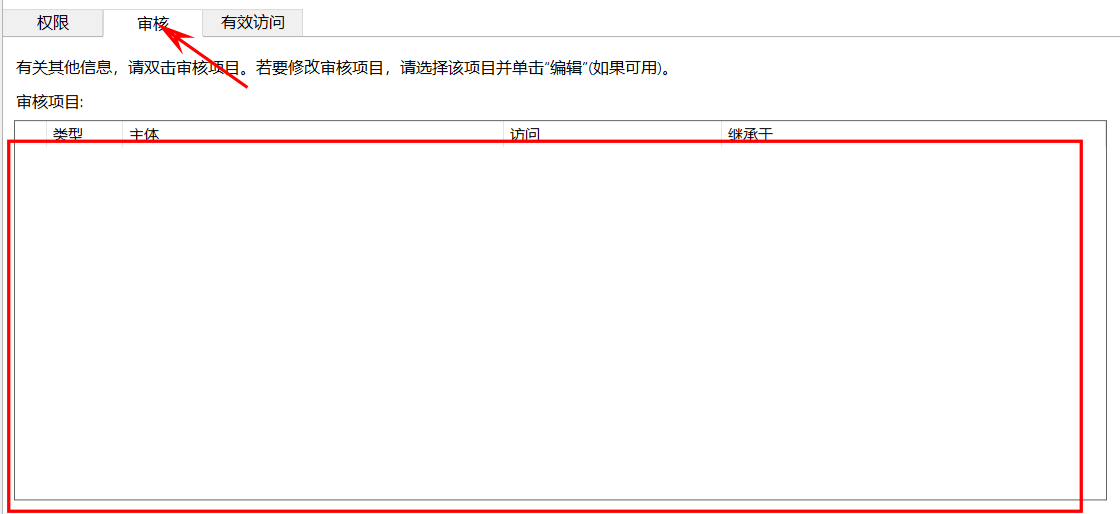 权限 审核 有效访问
有关其他信息，请双击审核项目。若要修改审核项目，请选择该项目并单击"编辑"(如果可用)。
审核项目:
类型 主体 访问 继承于